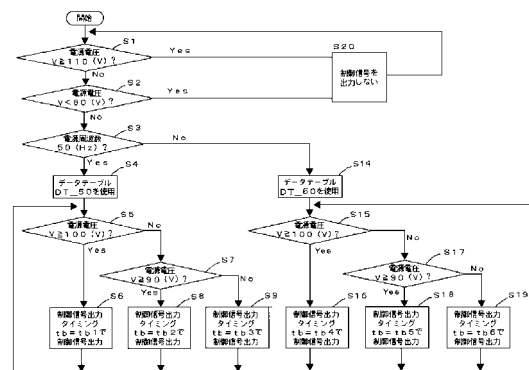 開始
S1
電源電圧
V≧110(V)?
Yes
No
S20
制御信号を
出力しない
S2
電源電圧
V<80(V)?
Yes
No
S3
電源周波数
50(Hz)?
No
Yes
S4
データテーブル
DT_50を使用
S14
データテーブル
DT_60を使用
S5
電源電圧
V≧100(V)?
No
Yes
S7
電源電圧
V≧90(V)?
No
Yes
S15
電源電圧
V≧100(V)?
No
Yes
S17
電源電圧
V≧90(V)?
No
Yes
S6
制御信号出力
タイミング
tb=tb1で
制御信号出力
S8
制御信号出力
タイミング
tb=tb2で
制御信号出力
S9
制御信号出力
タイミング
tb=tb3で
制御信号出力
S16
制御信号出力
タイミング
tb=tb4で
制御信号出力
S18
制御信号出力
タイミング
tb=tb5で
制御信号出力
S19
制御信号出力
タイミング
tb=tb6で
制御信号出力